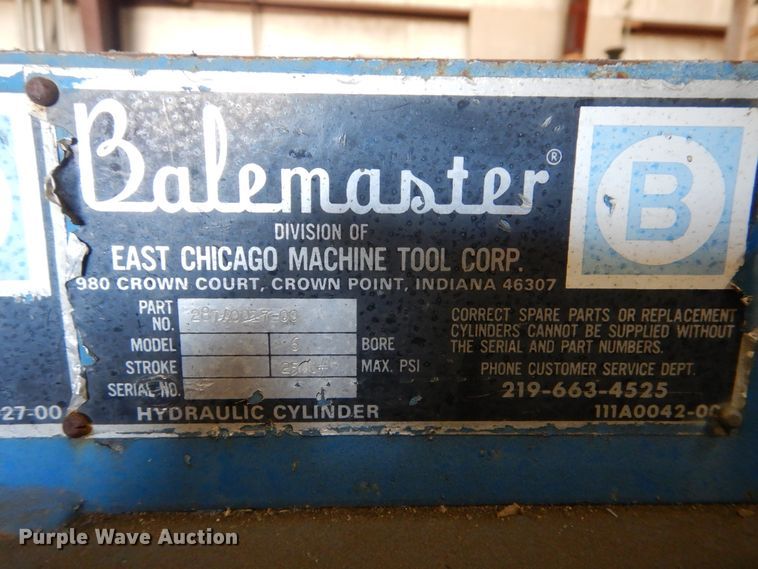 Balemaster®
B
DIVISION OF
EAST CHICAGO MACHINE TOOL CORP.
980 CROWN COURT, CROWN POINT, INDIANA 46307
PART NO.
MODEL 6 BORE
STROKE MAX. PSI
SERIAL NO.
HYDRAULIC CYLINDER
CORRECT SPARE PARTS OR REPLACEMENT
CYLINDERS CANNOT BE SUPPLIED WITHOUT
THE SERIAL AND PART NUMBERS.
PHONE CUSTOMER SERVICE DEPT.
219-663-4525
111A0042-00
27-00
Purple Wave Auction